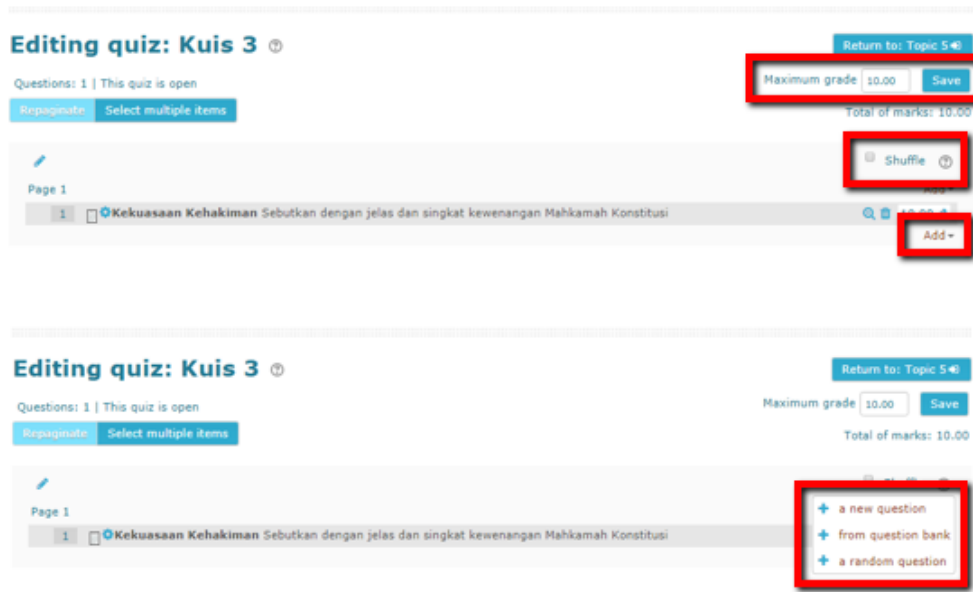 Editing quiz: Kuis 3
Return to: Topic 5
Questions: 1 | This quiz is open
Maximum grade 10.00 Save
Repaginate Select multiple items
Total of marks: 10.00
Shuffle
Page 1
Add
1 Kekuasaan Kehakiman Sebutkan dengan jelas dan singkat kewenangan Mahkamah Konstitusi
Add
Editing quiz: Kuis 3
Return to: Topic 5
Questions: 1 | This quiz is open
Maximum grade 10.00 Save
Repaginate Select multiple items
Total of marks: 10.00
Page 1
a new question
1 Kekuasaan Kehakiman Sebutkan dengan jelas dan singkat kewenangan Mahkamah Konstitusi
from question bank
a random question